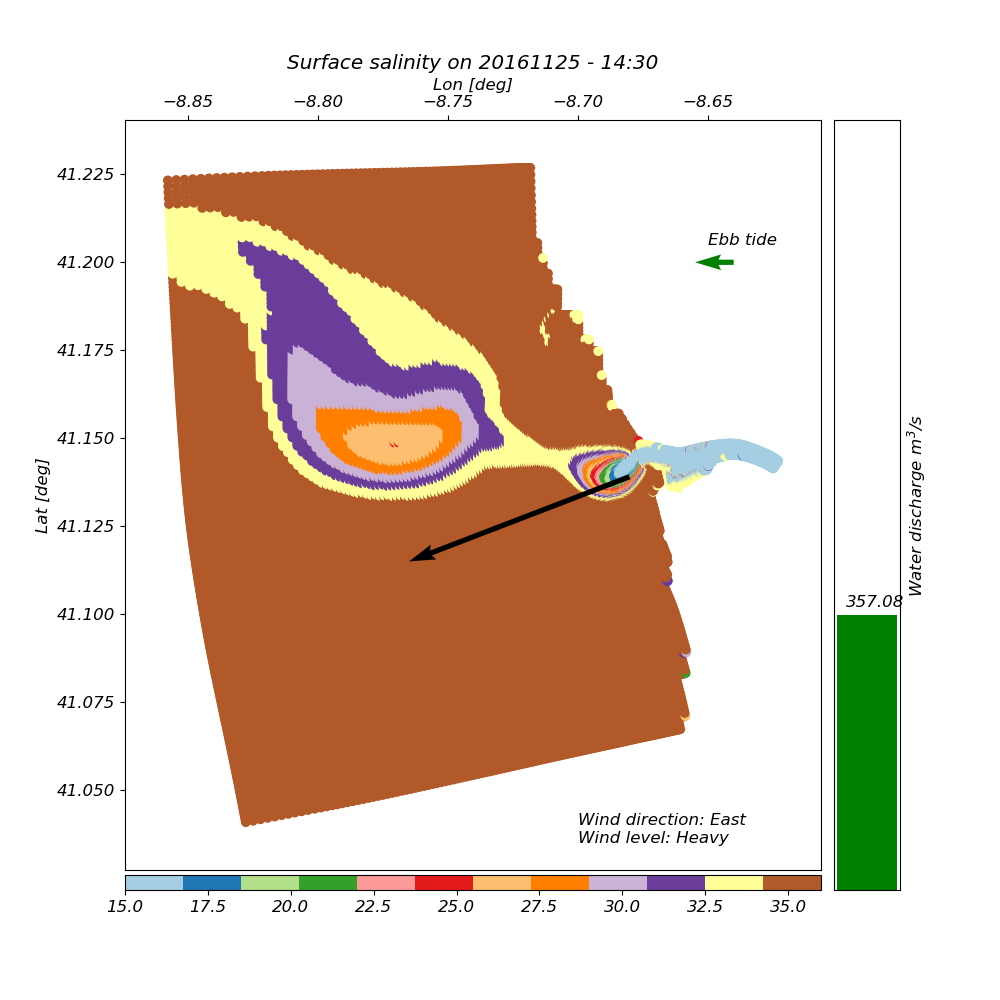 Surface salinity on 20161125 - 14:30
Lon [deg]
−8.85 −8.80 −8.75 −8.70 −8.65
41.225
41.200
41.175
41.150
41.125
41.100
41.075
41.050
Lat [deg]
Ebb tide
Wind direction: East
Wind level: Heavy
15.0 17.5 20.0 22.5 25.0 27.5 30.0 32.5 35.0
357.08
Water discharge m³/s